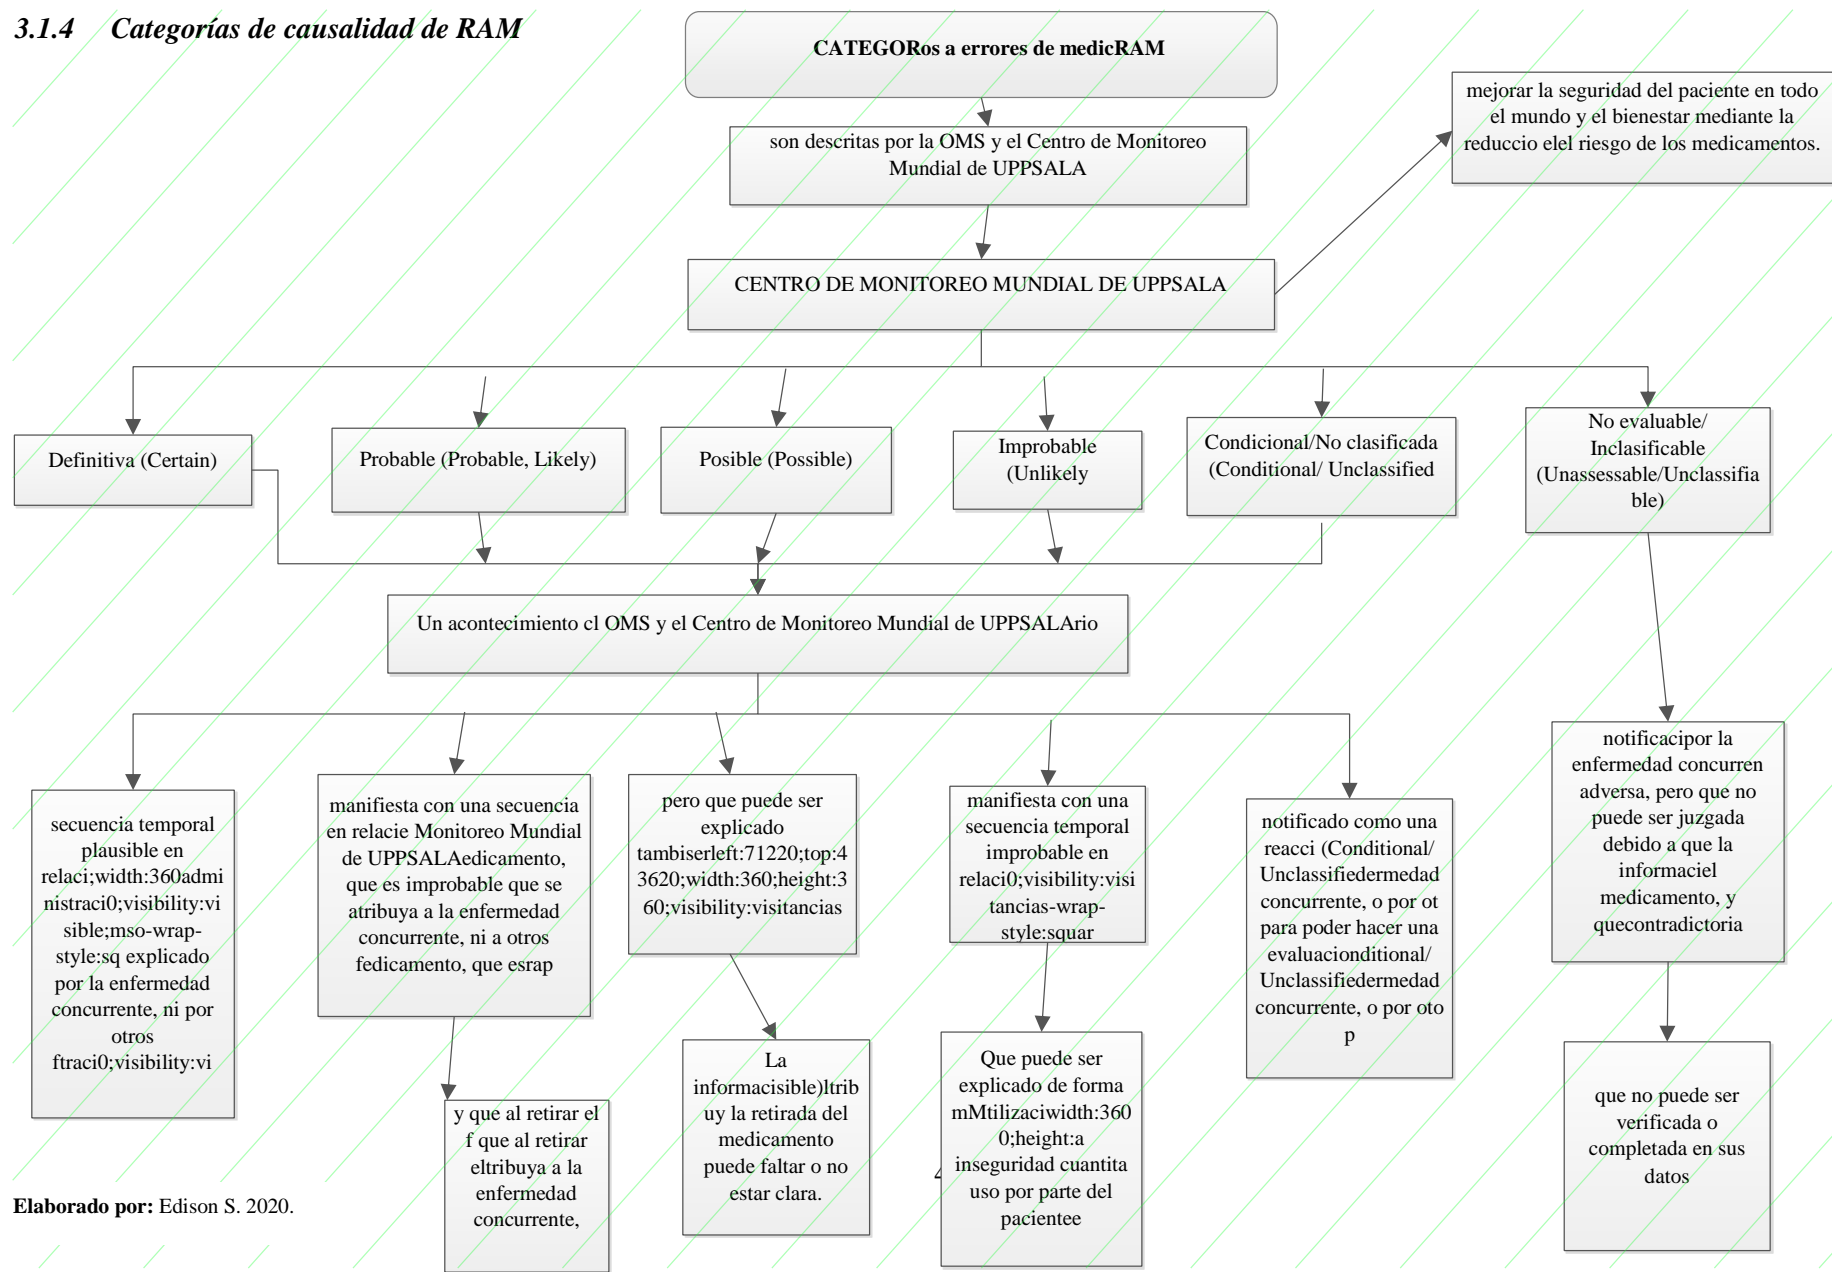 3.1.4 Categorías de causalidad de RAM
CATEGORos a errores de medicRAM
mejorar la seguridad del paciente en todo
el mundo y el bienestar mediante la
reduccio elel riesgo de los medicamentos.
son descritas por la OMS y el Centro de Monitoreo
Mundial de UPPSALA
CENTRO DE MONITOREO MUNDIAL DE UPPSALA
Definitiva (Certain)
Probable (Probable, Likely)
Posible (Possible)
Improbable
(Unlikely
Condicional/No clasificada
(Conditional/ Unclassified
No evaluable/
Inclasificable
(Unassessable/Unclassifia
ble)
Un acontecimiento cl OMS y el Centro de Monitoreo Mundial de UPPSALArio
secuencia temporal
plausible en
relaci;width:360admi
nistraci0;visibility:vi
sible;mso-wrap-
style:sq explicado
por la enfermedad
concurrente, ni por
otros
ftraci0;visibility:vi
manifiesta con una secuencia
en relacie Monitoreo Mundial
de UPPSALAedicamento,
que es improbable que se
atribuya a la enfermedad
concurrente, ni a otros
fedicamento, que esrap
pero que puede ser
explicado
tambiserleft:71220;top:4
3620;width:360;height:3
60;visibility:visitancias
manifiesta con una
secuencia temporal
improbable en
relaci0;visibility:visi
tancias-wrap-
style:squar
notificado como una
reacci (Conditional/
Unclassifiedermedad
concurrente, o por ot
para poder hacer una
evaluacionditional/
Unclassifiedermedad
concurrente, o por oto
p
notificacipor la
enfermedad concurren
adversa, pero que no
puede ser juzgada
debido a que la
informaciel
medicamento, y
quecontradictoria
y que al retirar el
f que al retirar
eltribuya a la
enfermedad
concurrente,
La
informacisible)ltrib
uy la retirada del
medicamento
puede faltar o no
estar clara.
Que puede ser
explicado de forma
mMtilizaciwidth:360
0;height:a
inseguridad cuantita
uso por parte del
pacientee
que no puede ser
verificada o
completada en sus
datos
Elaborado por: Edison S. 2020.